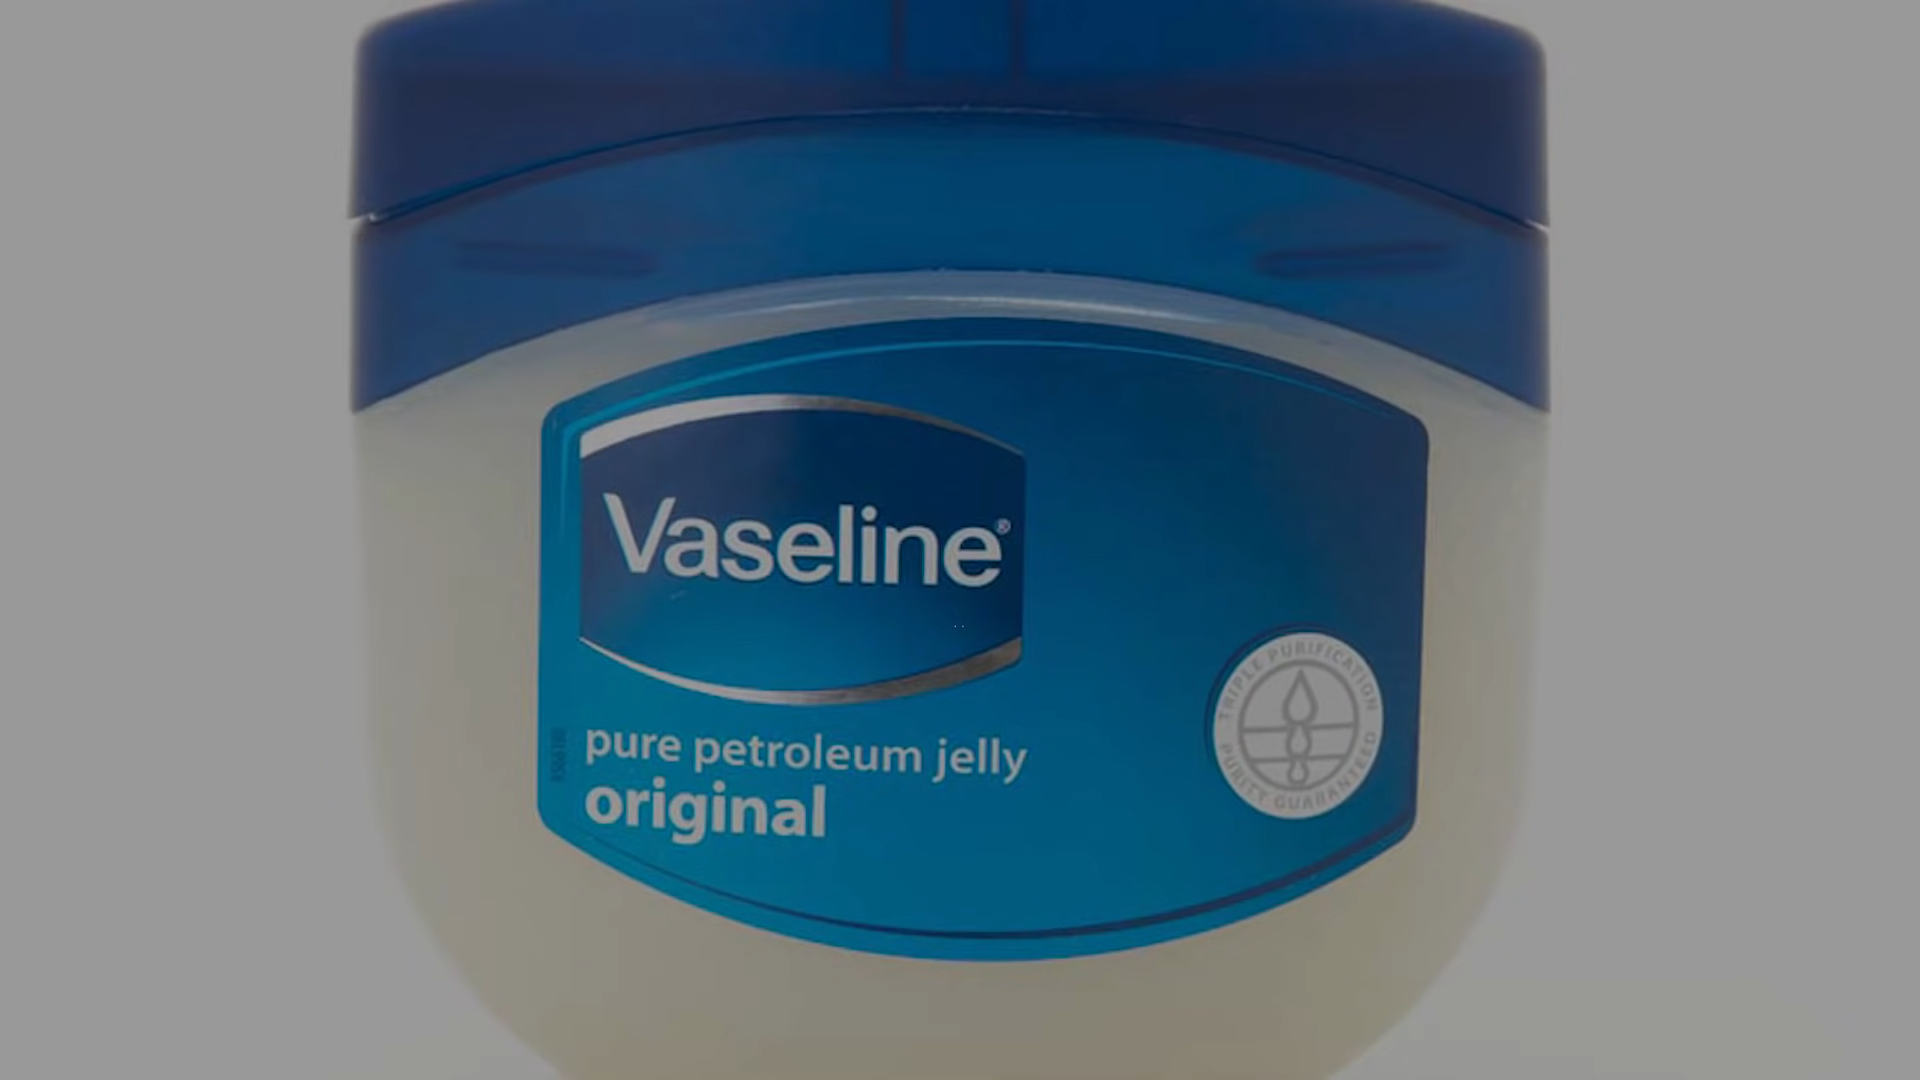 Vaseline®
pure petroleum jelly
original
TRIPLE PURIFICATION
PURITY GUARANTEED